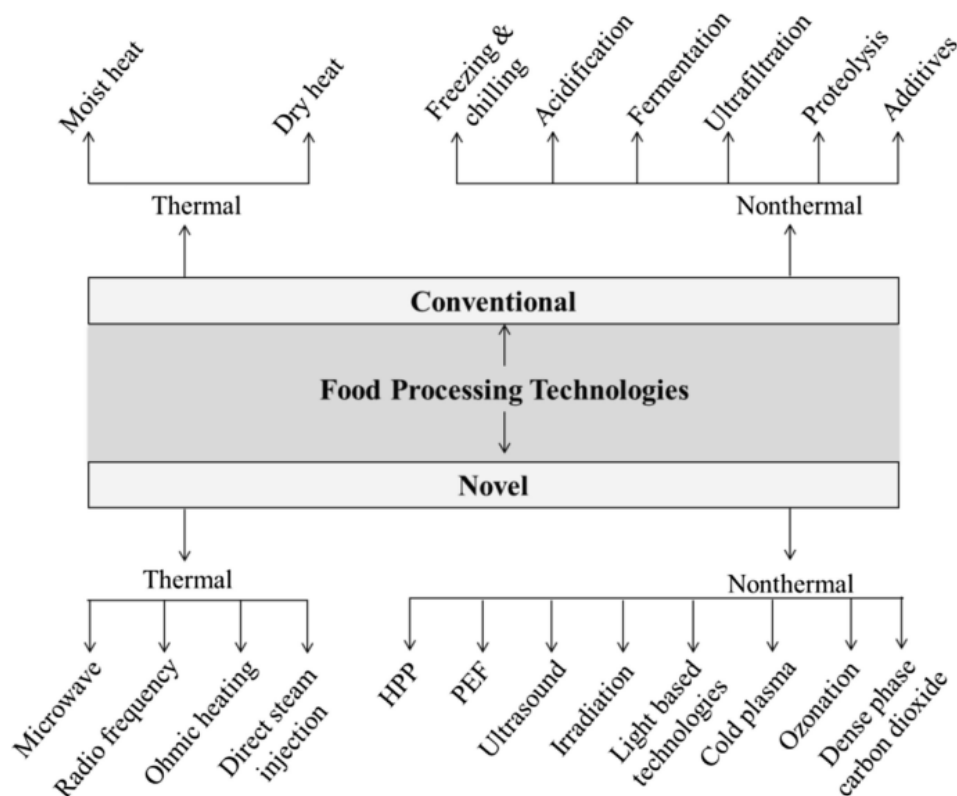 Moist heat
Dry heat
Freezing &
chilling
Acidification
Fermentation
Ultrafiltration
Proteolysis
Additives
Thermal
Nonthermal
Conventional
Food Processing Technologies
Novel
Thermal
Nonthermal
Microwave
Radio frequency
Ohmic heating
Direct steam
injection
HPP
PEF
Ultrasound
Irradiation
Light based
technologies
Cold plasma
Ozonation
Dense phase
carbon dioxide